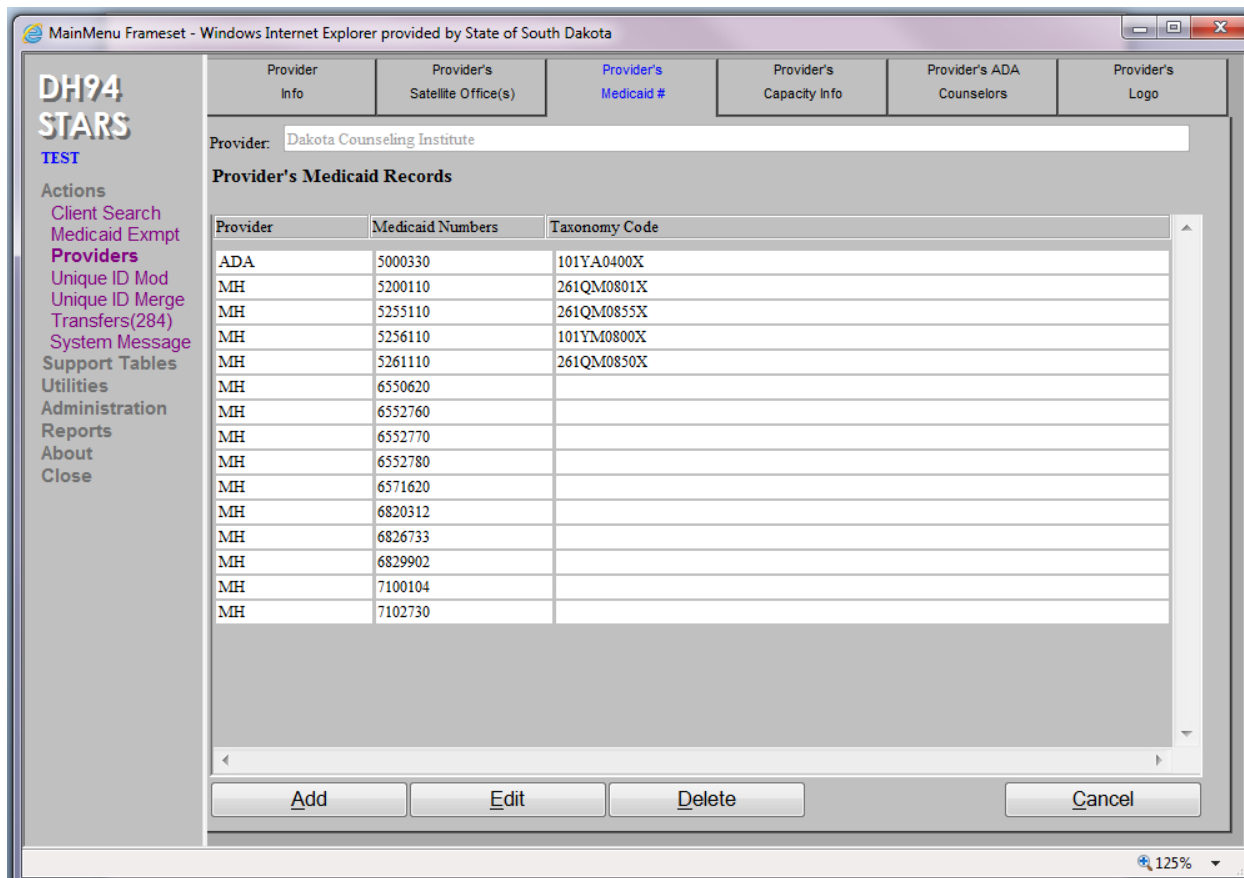 MainMenu Frameset - Windows Internet Explorer provided by State of South Dakota
DH94
STARS
TEST
Actions
Client Search
Medicaid Exmpt
Providers
Unique ID Mod
Unique ID Merge
Transfers(284)
System Message
Support Tables
Utilities
Administration
Reports
About
Close
Provider Info
Provider's Satellite Office(s)
Provider's Medicaid #
Provider's Capacity Info
Provider's ADA Counselors
Provider's Logo
Provider: Dakota Counseling Institute
Provider's Medicaid Records
Provider Medicaid Numbers Taxonomy Code
ADA 5000330 101YA0400X
MH 5200110 261QM0801X
MH 5255110 261QM0855X
MH 5256110 101YM0800X
MH 5261110 261QM0850X
MH 6550620
MH 6552760
MH 6552770
MH 6552780
MH 6571620
MH 6820312
MH 6826733
MH 6829902
MH 7100104
MH 7102730
Add Edit Delete Cancel
125%